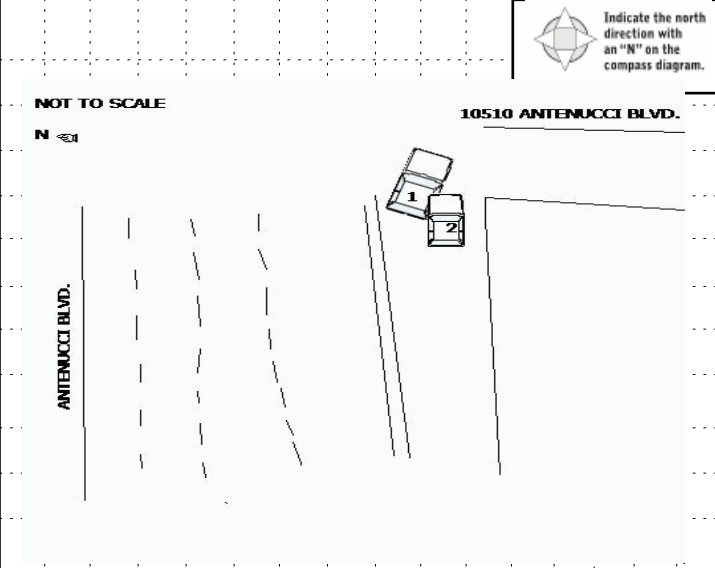 Indicate the north
direction with
an “N” on the
compass diagram.
NOT TO SCALE
10510 ANTENUCCI BLVD.
N
1
2
ANTENUCCI BLVD.